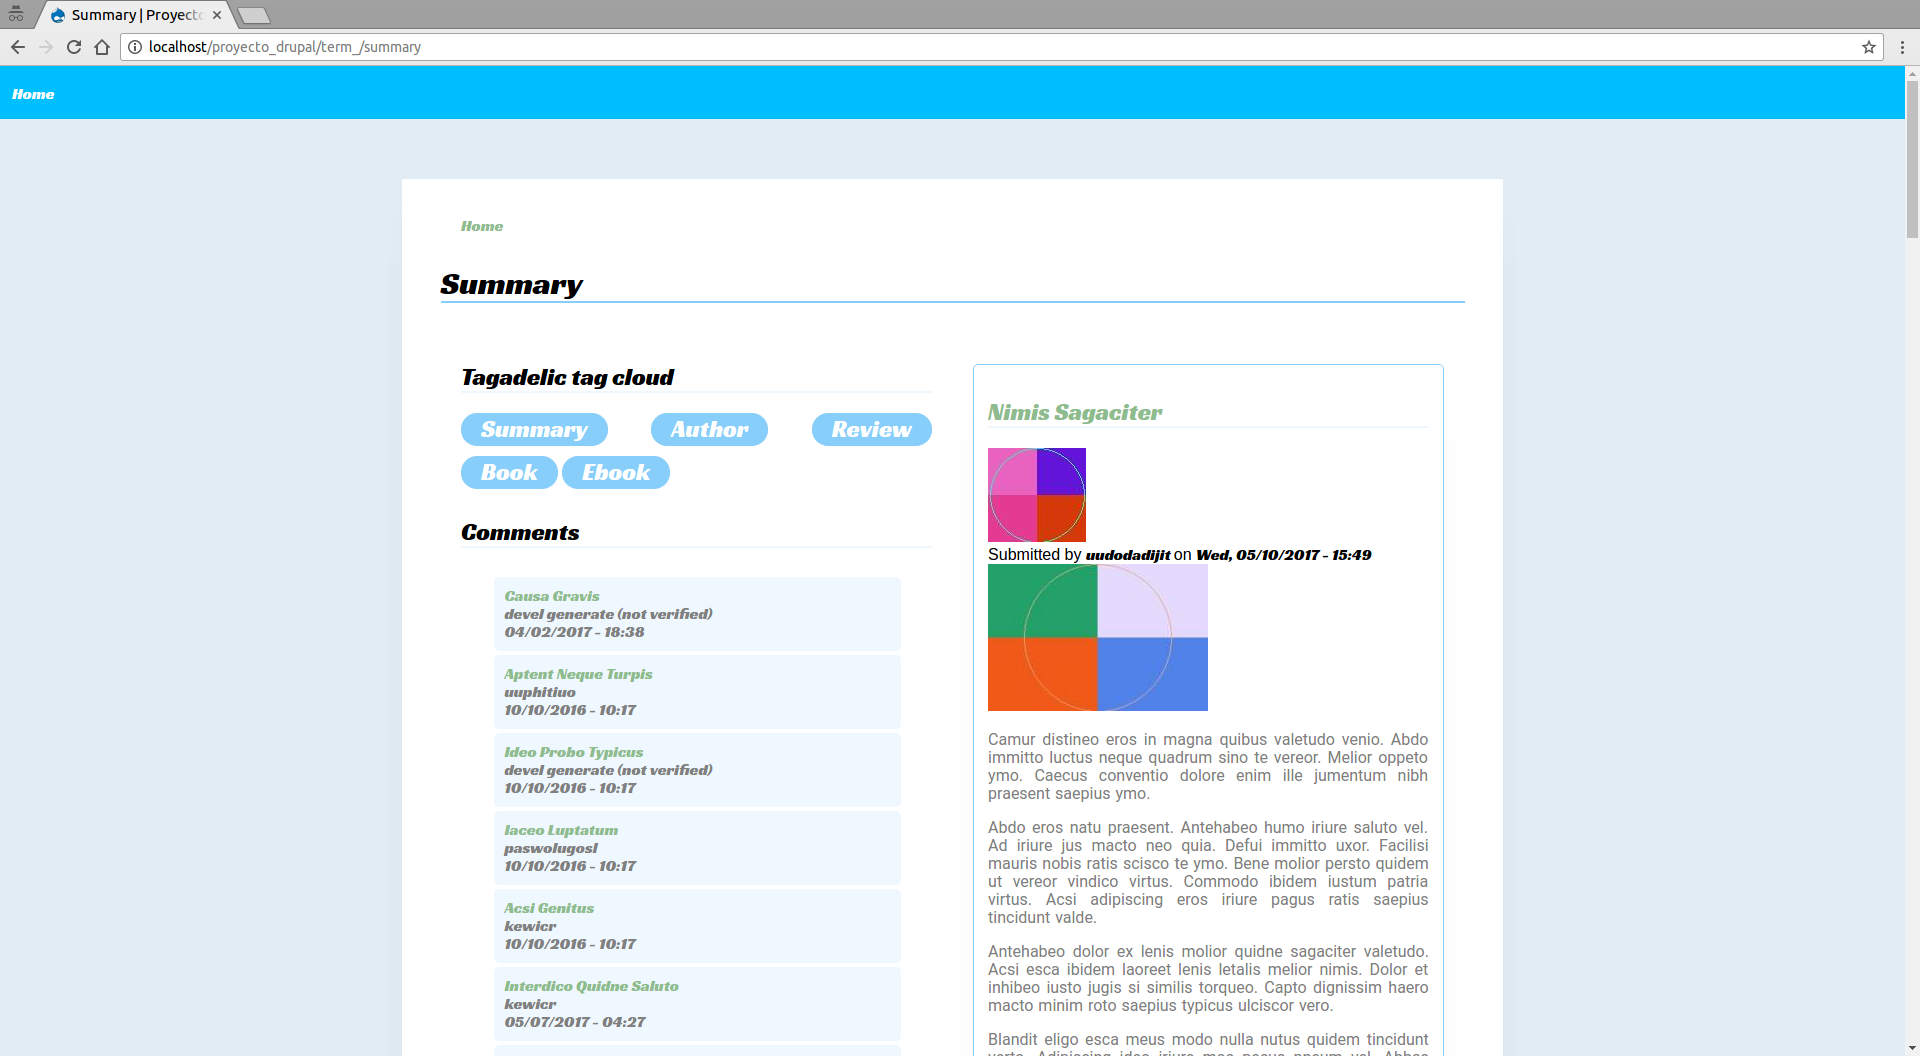 Summary | Proyecto
localhost/proyecto_drupal/term_/summary
Home
Home
Summary
Tagadelic tag cloud
Summary Author Review
Book Ebook
Comments
Causa Gravis
devel generate (not verified)
04/02/2017 - 18:38
Aptent Neque Turpis
uuphitiuo
10/10/2016 - 10:17
Ideo Probo Typicus
devel generate (not verified)
10/10/2016 - 10:17
Iaceo Luptatum
paswolugosl
10/10/2016 - 10:17
Acsi Genitus
kewicr
10/10/2016 - 10:17
Interdico Quidne Saluto
kewicr
05/07/2017 - 04:27
Nimis Sagaciter
Submitted by uudodadijit on Wed, 05/10/2017 - 15:49
Camur distineo eros in magna quibus valetudo venio. Abdo
immitto luctus neque quadrum sino te vereor. Melior oppeto
ymo. Caecus conventio dolore enim ille jumentum nibh
praesent saepius ymo.
Abdo eros natu praesent. Antehabeo humo iriure saluto vel.
Ad iriure jus macto neo quia. Defui immitto uxor. Facilisi
mauris nobis ratis scisco te ymo. Bene molior persto quidem
ut vereor vindico virtus. Commodo ibidem iustum patria
virtus. Acsi adipiscing eros iriure pagus ratis saepius
tincidunt valde.
Antehabeo dolor ex lenis molior quidne sagaciter valetudo.
Acsi esca ibidem laoreet lenis letalis melior nimis. Dolor et
inhibeo iusto jugis si similis torqueo. Capto dignissim haero
macto minim roto saepius typicus ulciscor vero.
Blandit eligo esca meus modo nulla nutus quidem tincidunt